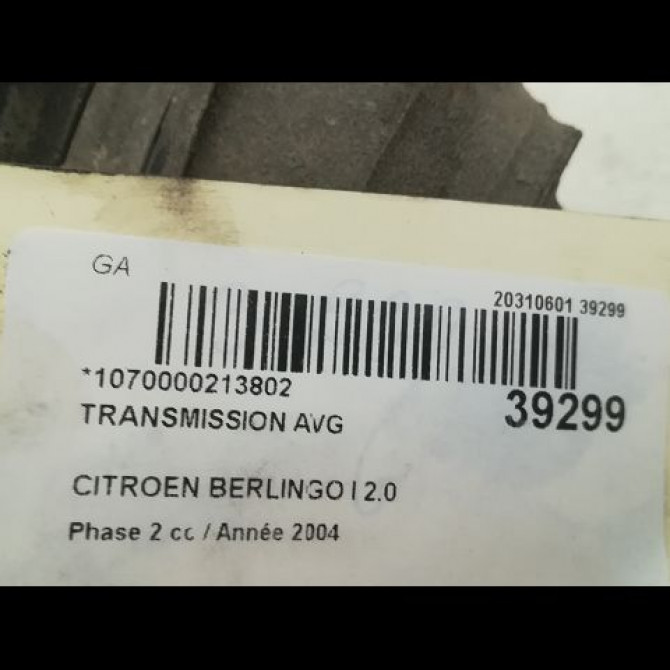 GA
20310601 39299
*1070000213802
39299
TRANSMISSION AVG
CITROEN BERLINGO I 2.0
Phase 2 cc / Année 2004